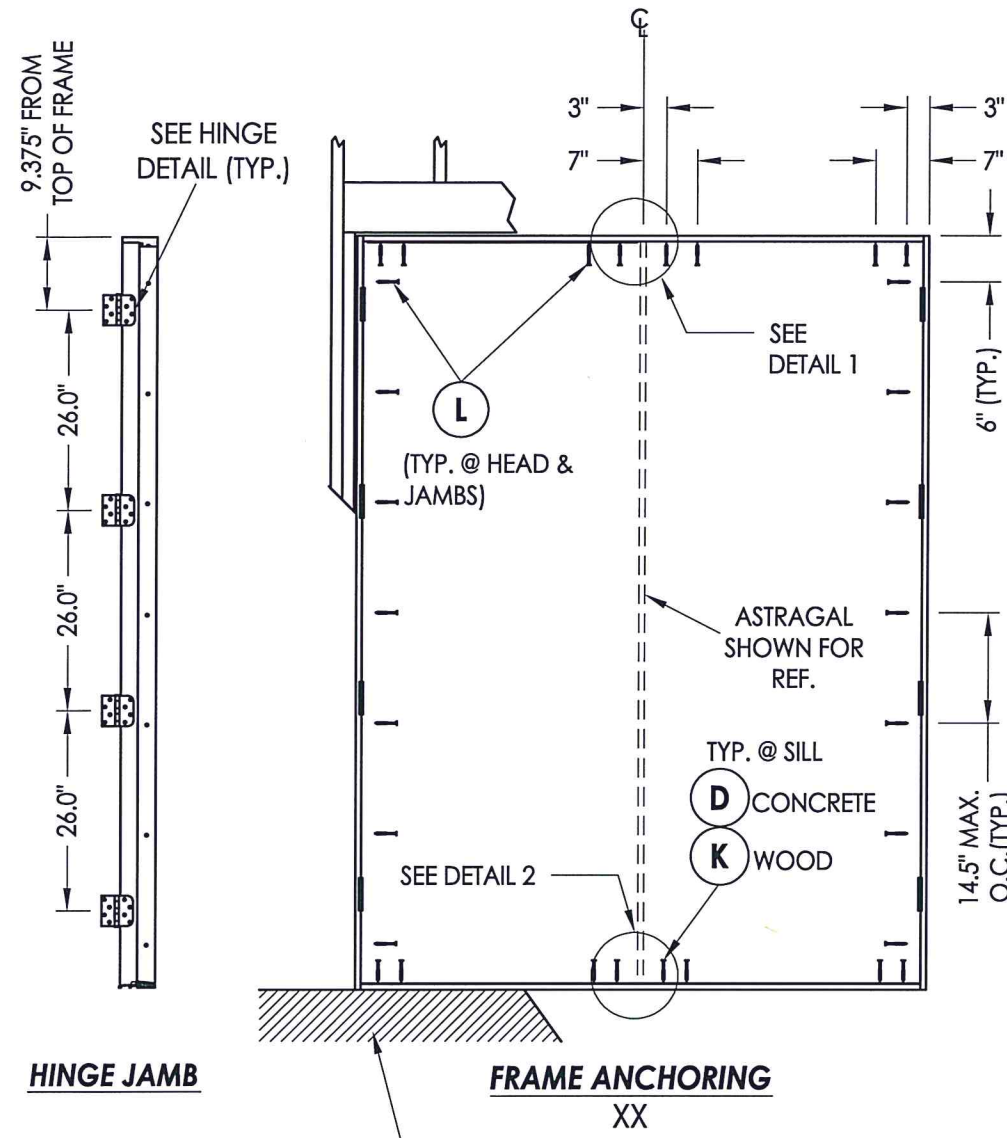 9.375" FROM
TOP OF FRAME
SEE HINGE
DETAIL (TYP.)
26.0"
26.0"
26.0"
HINGE JAMB
℄
3"
7"
3"
7"
SEE
DETAIL 1
6" (TYP.)
L
(TYP. @ HEAD &
JAMBS)
ASTRAGAL
SHOWN FOR
REF.
TYP. @ SILL
D CONCRETE
K WOOD
14.5" MAX.
O.C. (TYP.)
SEE DETAIL 2
FRAME ANCHORING
XX